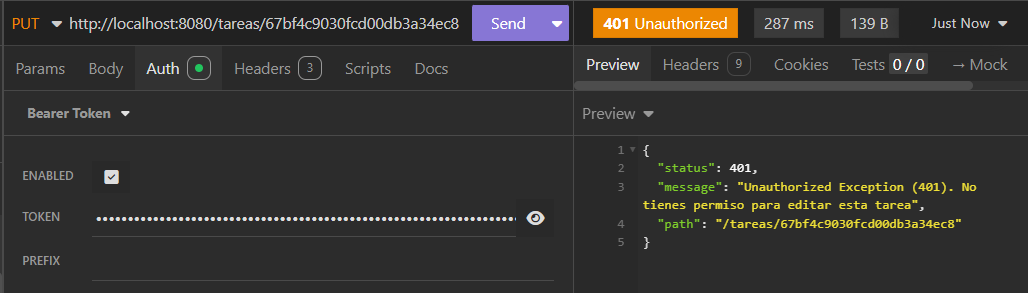 PUT http://localhost:8080/tareas/67bf4c9030fcd00db3a34ec8 Send
401 Unauthorized 287 ms 139 B Just Now
Params Body Auth Headers 3 Scripts Docs
Preview Headers 9 Cookies Tests 0 / 0 → Mock
Bearer Token
Preview
ENABLED
TOKEN
PREFIX
1 {
2 "status": 401,
3 "message": "Unauthorized Exception (401). No
tienes permiso para editar esta tarea",
4 "path": "/tareas/67bf4c9030fcd00db3a34ec8"
5 }